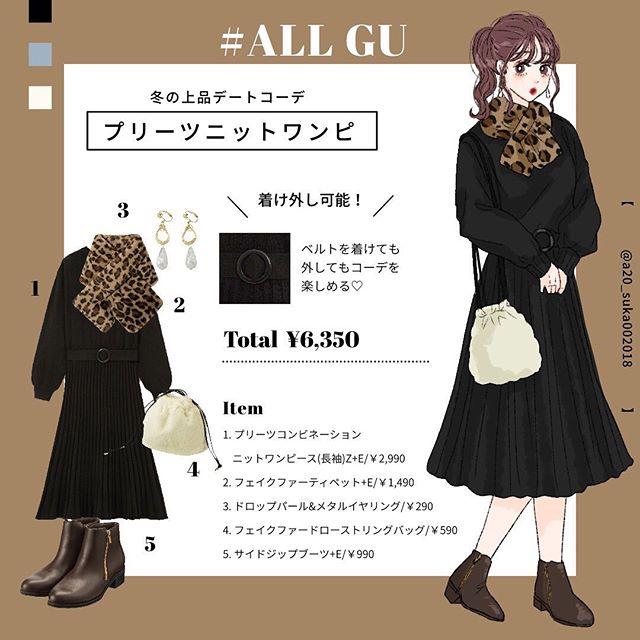 #ALL GU
冬の上品デートコーデ
プリーツニットワンピ
着け外し可能!
ベルトを着けても
外してもコーデを
楽しめる♡
Total ¥6,350
Item
1. プリーツコンビネーション
ニットワンピース(長袖)Z+E/¥2,990
2. フェイクファーティペット+E/¥1,490
3. ドロップパール&メタルイヤリング/¥290
4. フェイクファードローストリングバッグ/¥590
5. サイドジップブーツ+E/¥990
3
1
2
4
5
【 @a20_suka002018 】